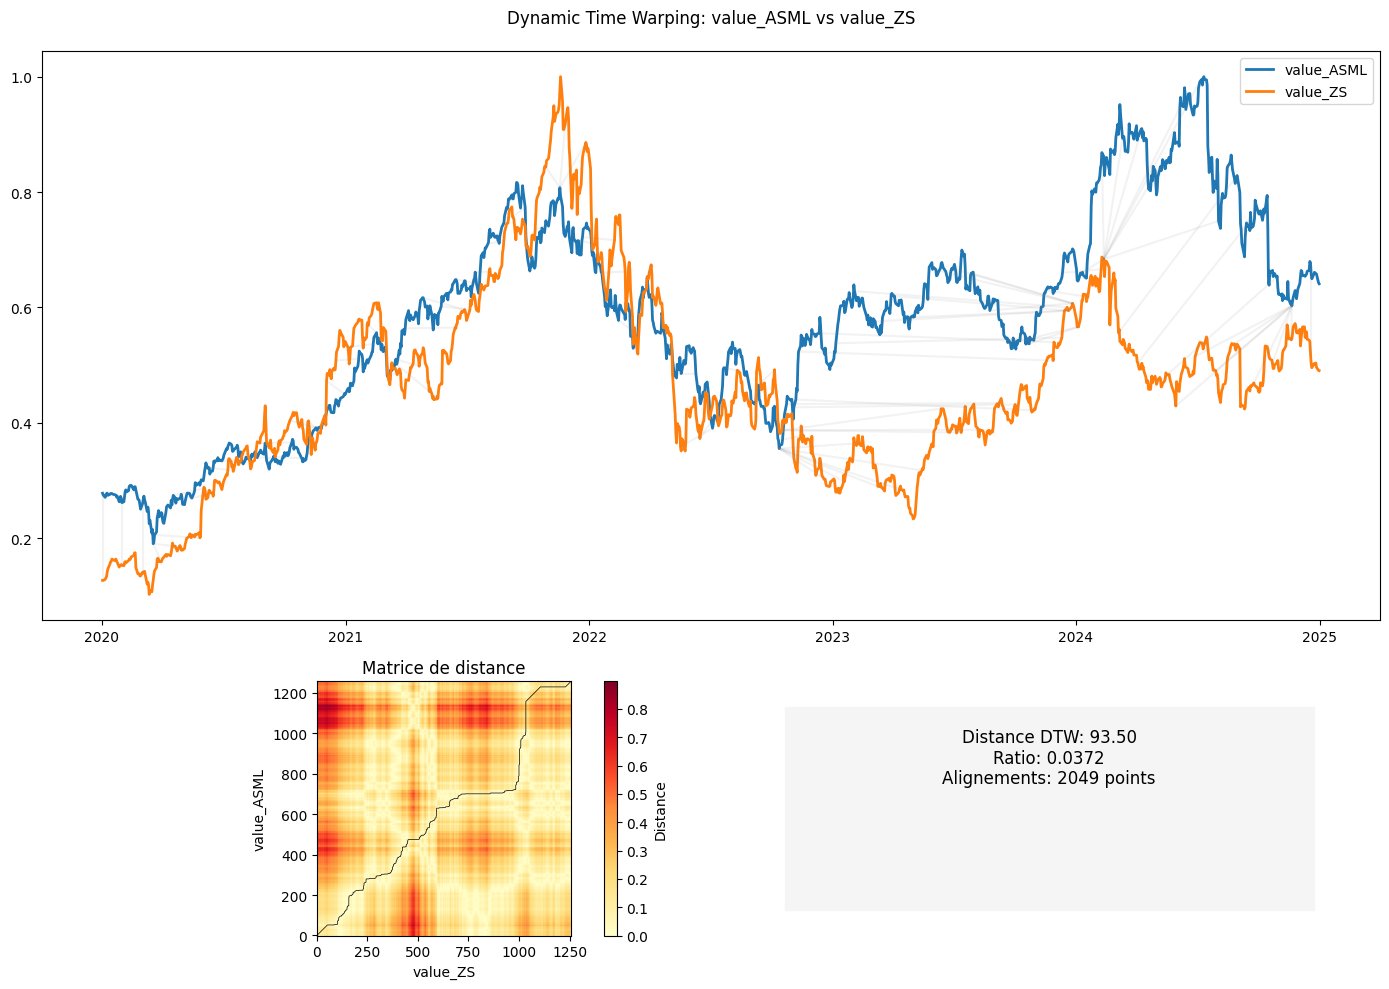 Dynamic Time Warping: value_ASML vs value_ZS
value_ASML
value_ZS
1.0
0.8
0.6
0.4
0.2
2020 2021 2022 2023 2024 2025
Matrice de distance
value_ASML
1200
1000
800
600
400
200
0
0 250 500 750 1000 1250
value_ZS
0.8
0.7
0.6
0.5
0.4
0.3
0.2
0.1
0.0
Distance
Distance DTW: 93.50
Ratio: 0.0372
Alignements: 2049 points